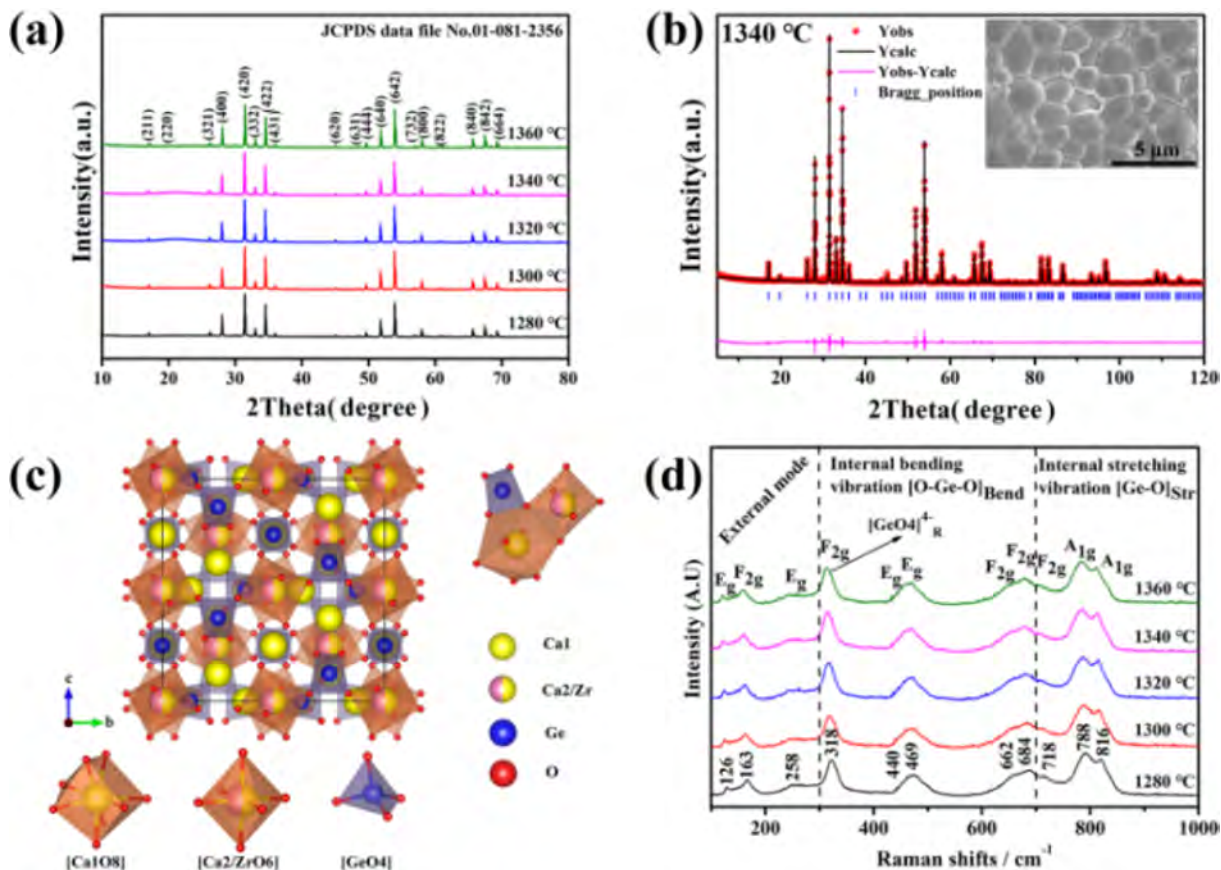 (a)
JCPDS data file No.01-081-2356
(211)
(220)
(321)
(400)
(420)
(332)
(422)
(431)
(620)
(631)
(444)
(640)
(642)
(732)
(800)
(822)
(840)
(842)
(664)
1360 °C
1340 °C
1320 °C
1300 °C
1280 °C
Intensity(a.u.)
10 20 30 40 50 60 70 80
2Theta(degree)
(b)
1340 °C
Yobs
Ycalc
Yobs-Ycalc
Bragg_position
5 μm
Intensity(a.u.)
20 40 60 80 100 120
2Theta(degree)
(c)
c
b
Ca1
Ca2/Zr
Ge
O
[Ca1O8] [Ca2/ZrO6] [GeO4]
(d)
External mode
Internal bending
vibration [O-Ge-O]Bend
Internal stretching
vibration [Ge-O]Str
[GeO4]4-R
Eg F2g Eg F2g Eg Eg F2g F2g F2g A1g A1g
1360 °C
1340 °C
1320 °C
1300 °C
126 163 258 318 440 469 662 684 718 788 816
1280 °C
Intensity (A.U)
200 400 600 800 1000
Raman shifts / cm-1